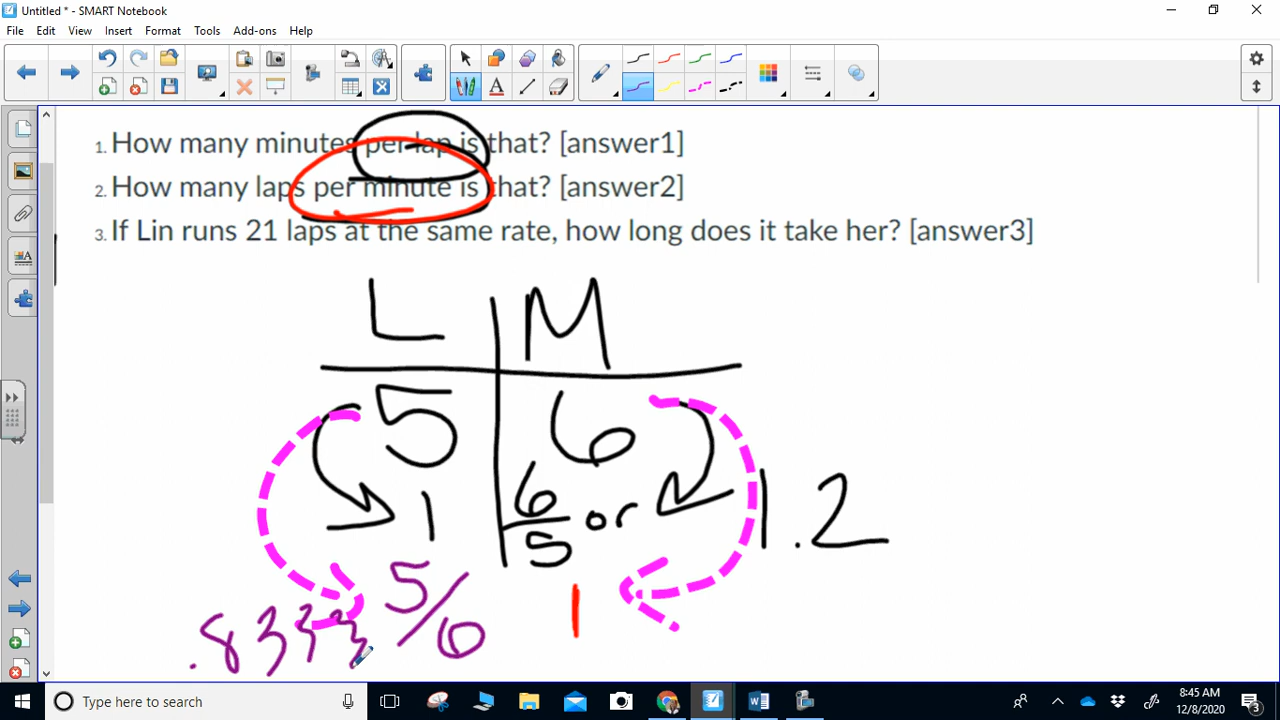 Untitled * - SMART Notebook
File Edit View Insert Format Tools Add-ons Help
1. How many minutes per lap is that? [answer1]
2. How many laps per minute is that? [answer2]
3. If Lin runs 21 laps at the same rate, how long does it take her? [answer3]
L M
5 6
1 6/5 or 1.2
.8333 5/6 1
Type here to search
8:45 AM
12/8/2020
3